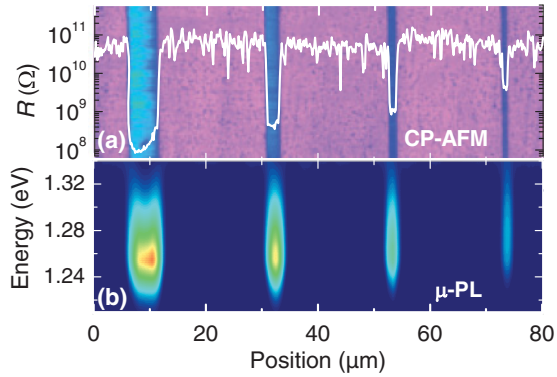 R (Ω)
10¹¹
10¹⁰
10⁹
10⁸
(a)
CP-AFM
Energy (eV)
1.32
1.28
1.24
(b)
μ-PL
0 20 40 60 80
Position (μm)